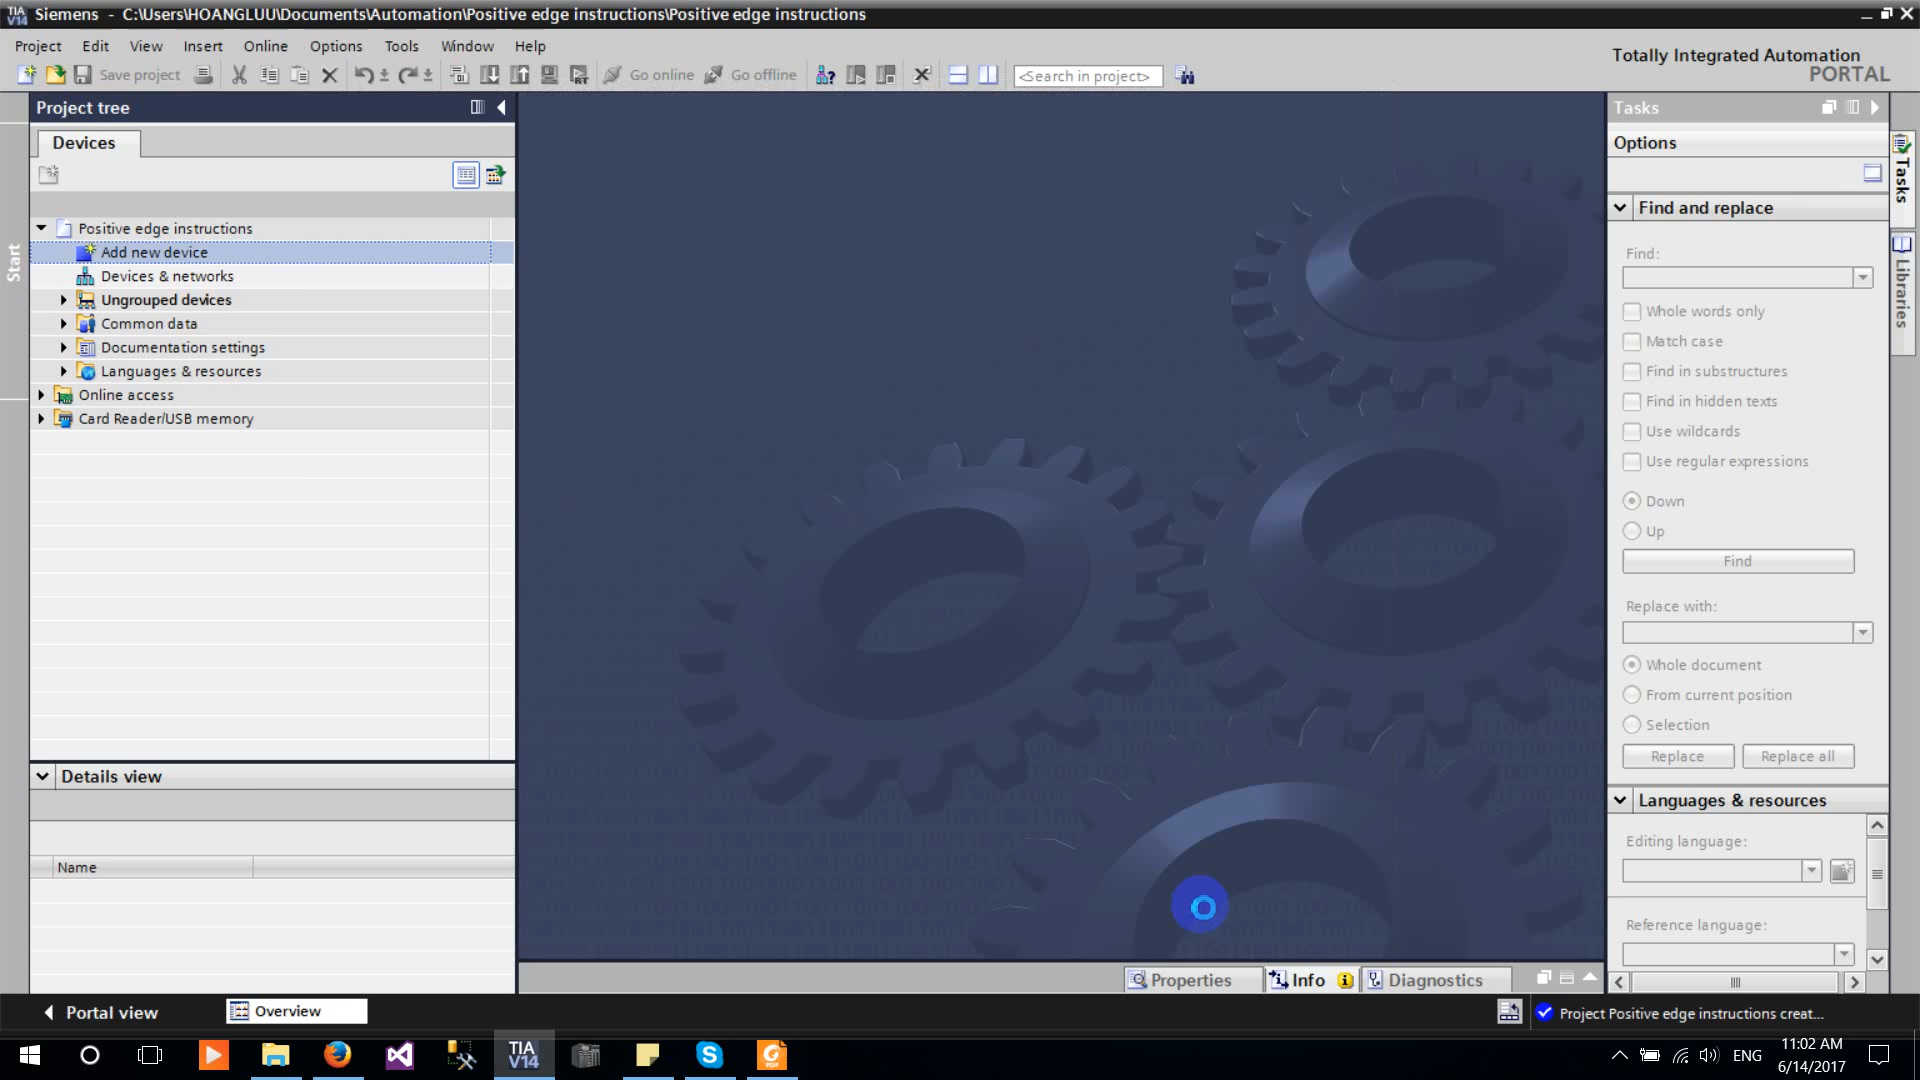 TIA V14 Siemens - C:\Users\HOANGLUU\Documents\Automation\Positive edge instructions\Positive edge instructions
Project Edit View Insert Online Options Tools Window Help
Totally Integrated Automation
PORTAL
Save project
Go online
Go offline
<Search in project>
Project tree
Devices
Start
Positive edge instructions
Add new device
Devices & networks
Ungrouped devices
Common data
Documentation settings
Languages & resources
Online access
Card Reader/USB memory
Details view
Name
Tasks
Options
Find and replace
Find:
Whole words only
Match case
Find in substructures
Find in hidden texts
Use wildcards
Use regular expressions
Down
Up
Find
Replace with:
Whole document
From current position
Selection
Replace
Replace all
Languages & resources
Editing language:
Reference language:
Tasks
Libraries
Properties
Info
Diagnostics
Portal view
Overview
Project Positive edge instructions creat...
TIA
V14
PDF
ENG
11:02 AM
6/14/2017